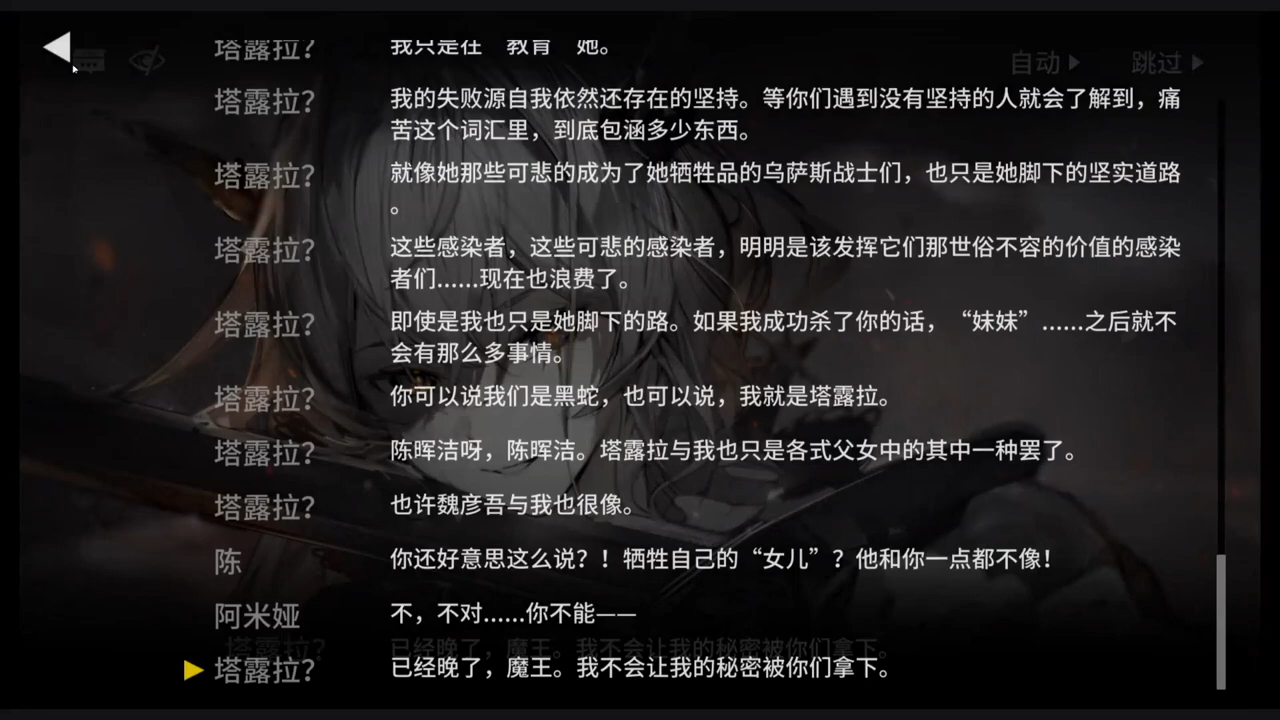 自动 跳过
塔露拉? 我只是在 教育 她。
塔露拉? 我的失败源自我依然还存在的坚持。等你们遇到没有坚持的人就会了解到，痛
苦这个词汇里，到底包涵多少东西。
塔露拉? 就像她那些可悲的成为了她牺牲品的乌萨斯战士们，也只是她脚下的坚实道路
。
塔露拉? 这些感染者，这些可悲的感染者，明明是该发挥它们那世俗不容的价值的感染
者们......现在也浪费了。
塔露拉? 即使是我也只是她脚下的路。如果我成功杀了你的话，“妹妹”......之后就不
会有那么多事情。
塔露拉? 你可以说我们是黑蛇，也可以说，我就是塔露拉。
塔露拉? 陈晖洁呀，陈晖洁。塔露拉与我也只是各式父女中的其中一种罢了。
塔露拉? 也许魏彦吾与我也很像。
陈 你还好意思这么说？！牺牲自己的“女儿”？他和你一点都不像！
阿米娅 不，不对......你不能——
塔露拉? 已经晚了，魔王。我不会让我的秘密被你们拿下。
塔露拉? 已经晚了，魔王。我不会让我的秘密被你们拿下。